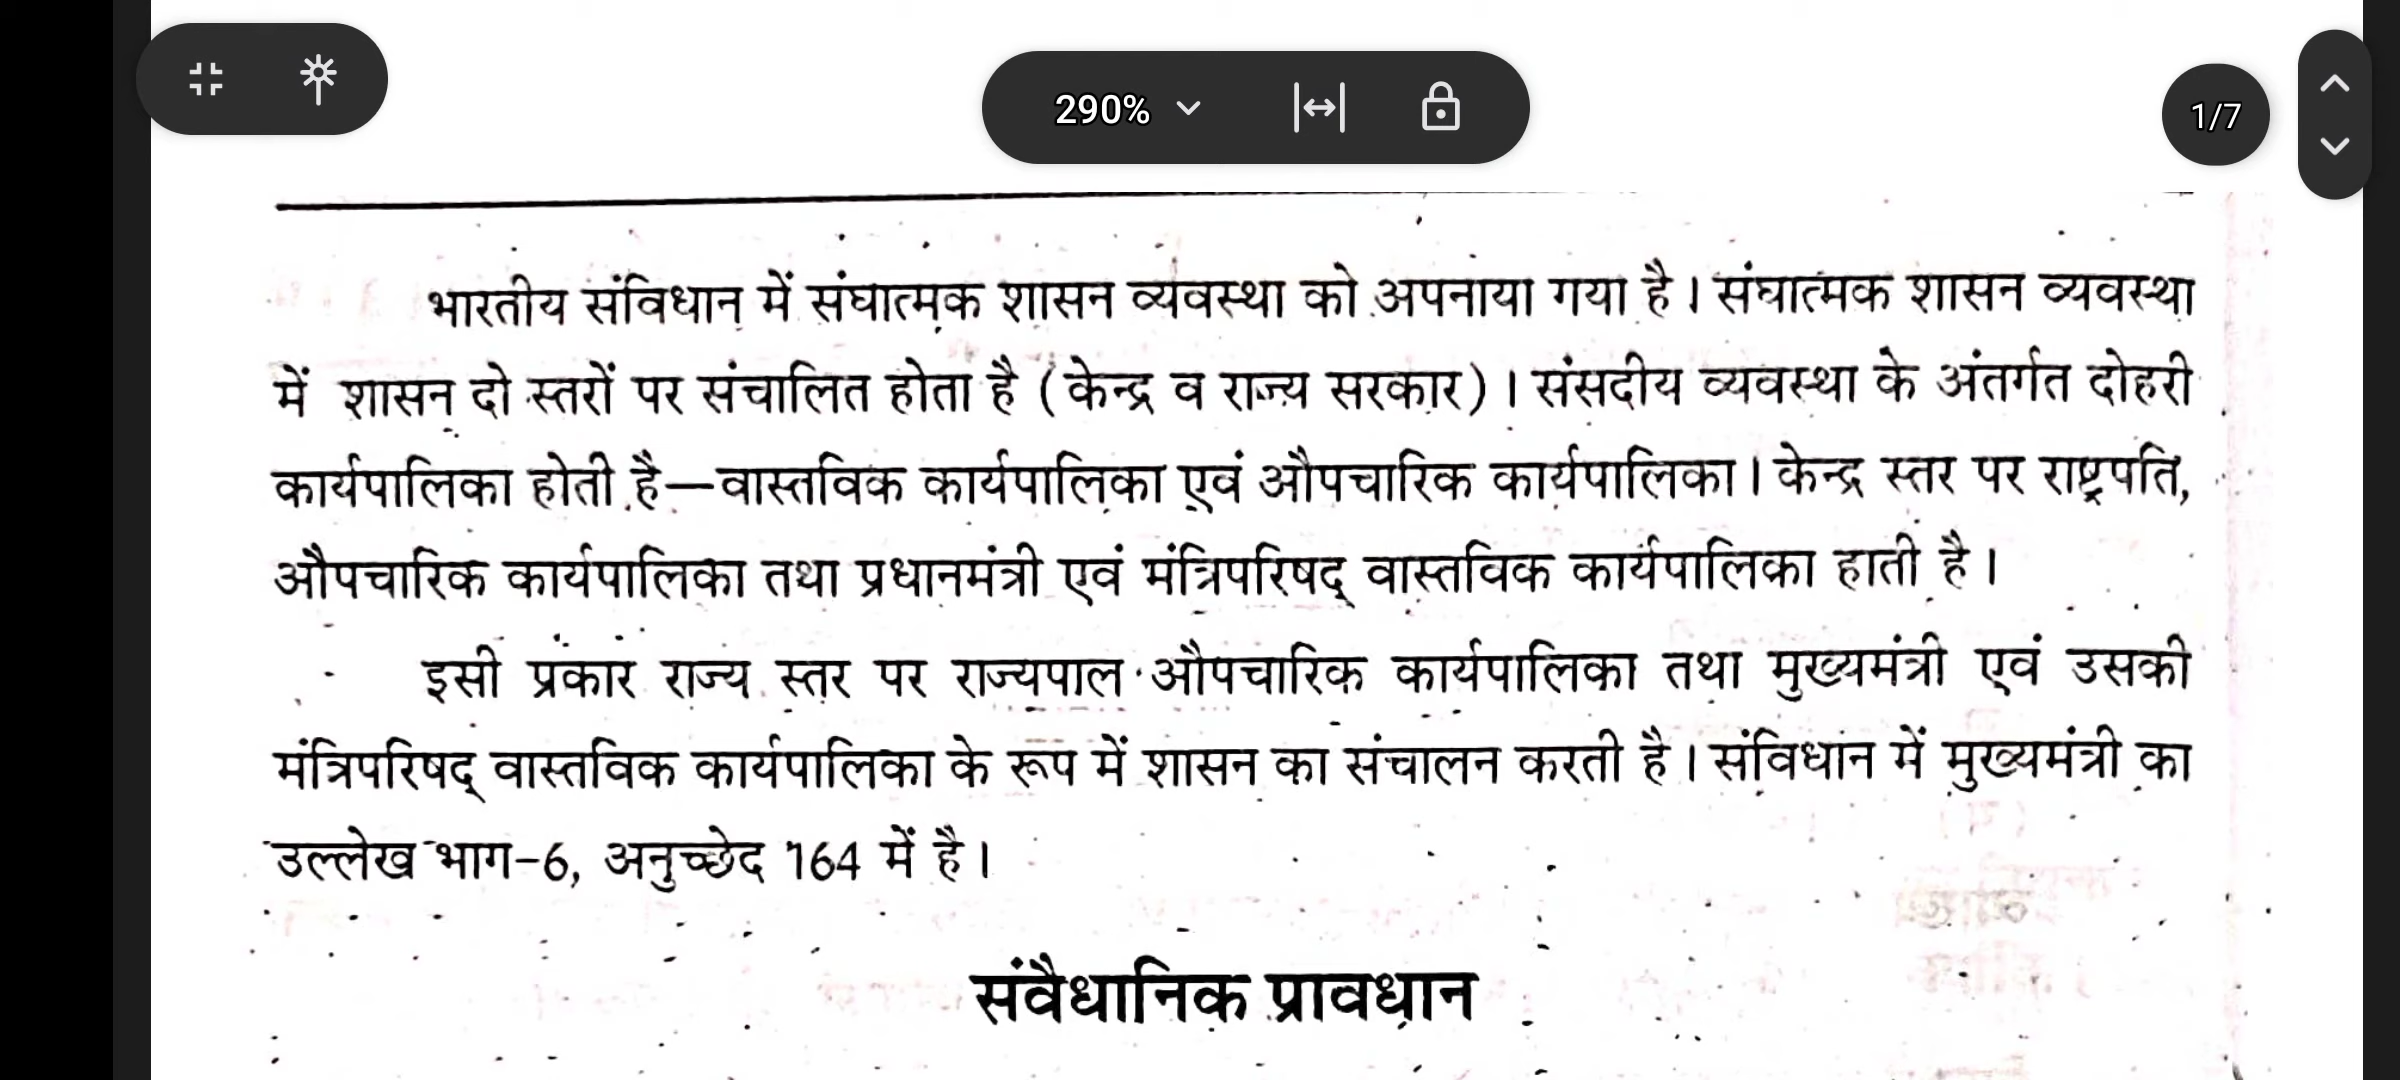 290%
1/7
भारतीय संविधान में संघात्मक शासन व्यवस्था को अपनाया गया है। संघात्मक शासन व्यवस्था
में शासन दो स्तरों पर संचालित होता है (केन्द्र व राज्य सरकार)। संसदीय व्यवस्था के अंतर्गत दोहरी
कार्यपालिका होती है—वास्तविक कार्यपालिका एवं औपचारिक कार्यपालिका। केन्द्र स्तर पर राष्ट्रपति,
औपचारिक कार्यपालिका तथा प्रधानमंत्री एवं मंत्रिपरिषद् वास्तविक कार्यपालिका हाती है।
इसी प्रकार राज्य स्तर पर राज्यपाल औपचारिक कार्यपालिका तथा मुख्यमंत्री एवं उसकी
मंत्रिपरिषद् वास्तविक कार्यपालिका के रूप में शासन का संचालन करती है। संविधान में मुख्यमंत्री का
उल्लेख भाग-6, अनुच्छेद 164 में है।
संवैधानिक प्रावधान